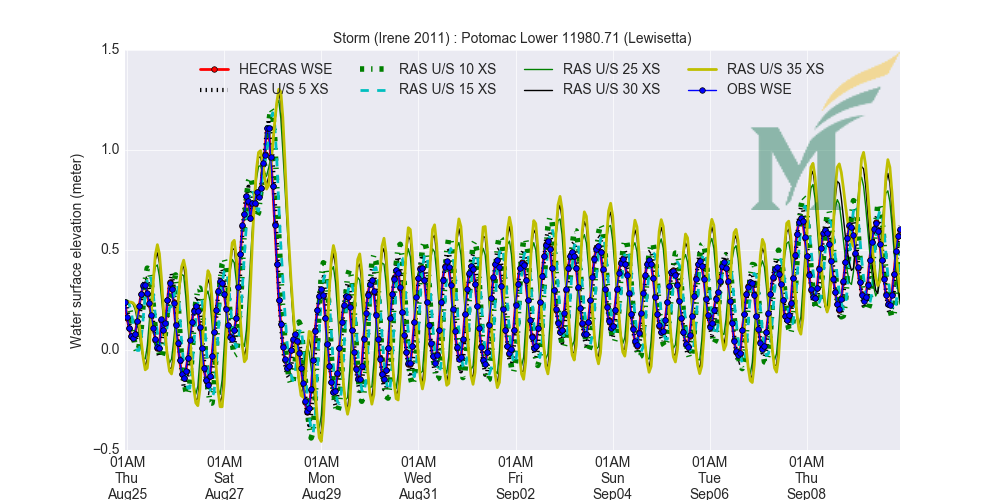 Storm (Irene 2011) : Potomac Lower 11980.71 (Lewisetta)
HECRAS WSE
RAS U/S 5 XS
RAS U/S 10 XS
RAS U/S 15 XS
RAS U/S 25 XS
RAS U/S 30 XS
RAS U/S 35 XS
OBS WSE
M
Water surface elevation (meter)
1.5
1.0
0.5
0.0
−0.5
01AM
Thu
Aug25
01AM
Sat
Aug27
01AM
Mon
Aug29
01AM
Wed
Aug31
01AM
Fri
Sep02
01AM
Sun
Sep04
01AM
Tue
Sep06
01AM
Thu
Sep08